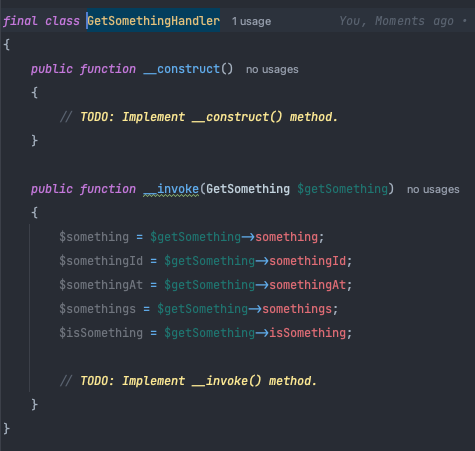 final class GetSomethingHandler 1 usage You, Moments ago •
{
public function __construct() no usages
{
// TODO: Implement __construct() method.
}
public function __invoke(GetSomething $getSomething) no usages
{
$something = $getSomething->something;
$somethingId = $getSomething->somethingId;
$somethingAt = $getSomething->somethingAt;
$somethings = $getSomething->somethings;
$isSomething = $getSomething->isSomething;
// TODO: Implement __invoke() method.
}
}